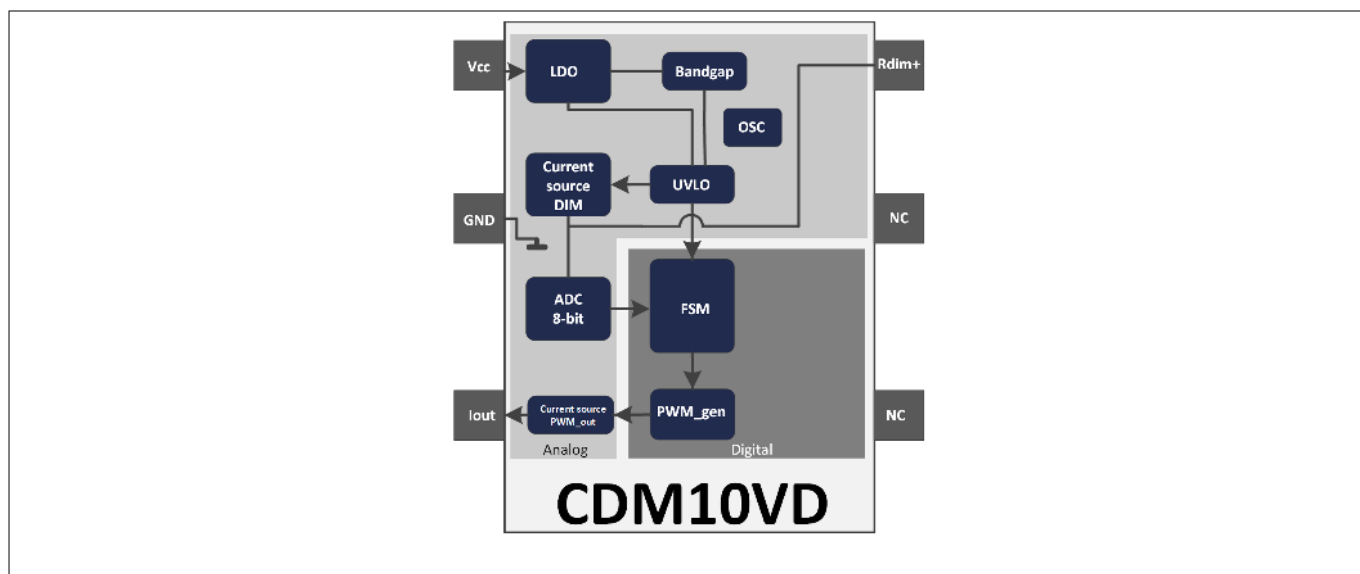 Vcc
LDO
Bandgap
Rdim+
OSC
Current
source
DIM
UVLO
GND
NC
ADC
8-bit
FSM
Iout
Current source
PWM_out
PWM_gen
NC
Analog
Digital
CDM10VD